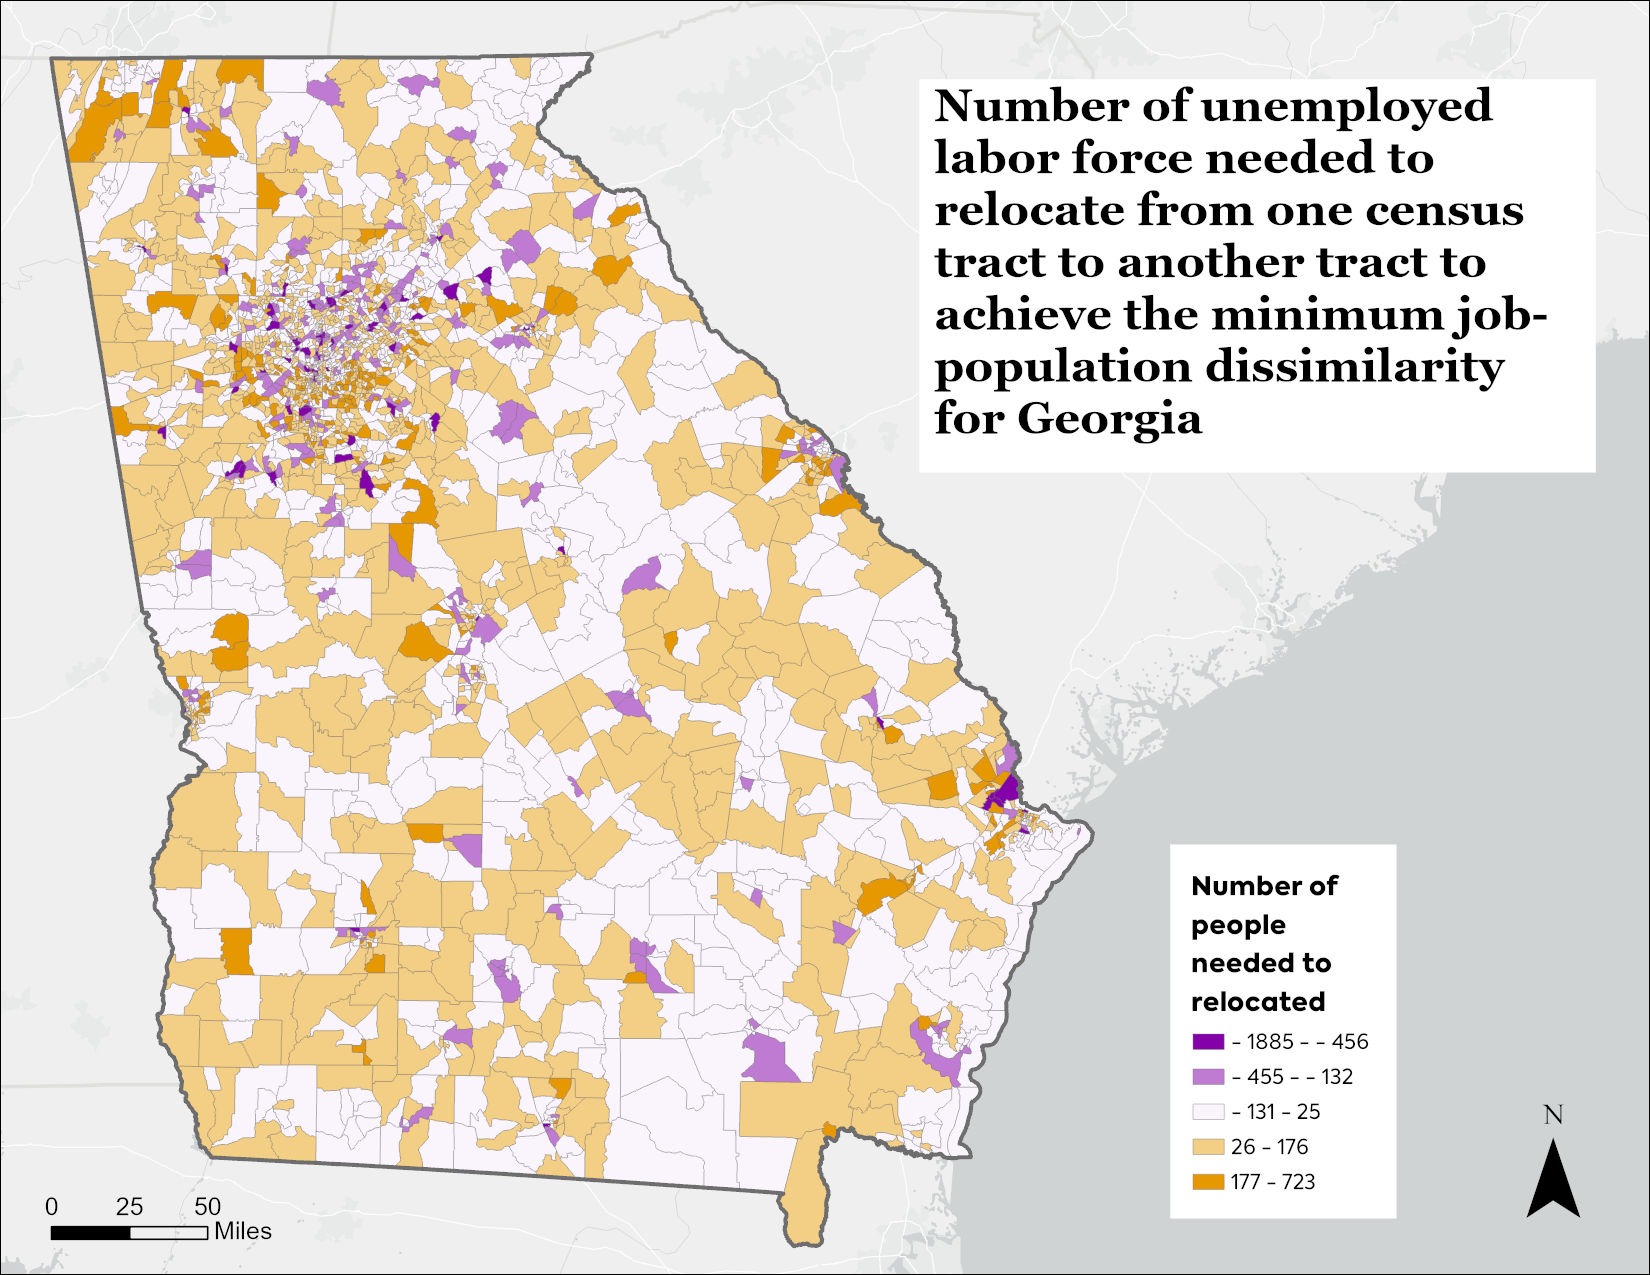 Number of unemployed
labor force needed to
relocate from one census
tract to another tract to
achieve the minimum job-
population dissimilarity
for Georgia
Number of
people
needed to
relocated
- 1885 - - 456
- 455 - - 132
- 131 - 25
26 - 176
177 - 723
N
0 25 50
Miles